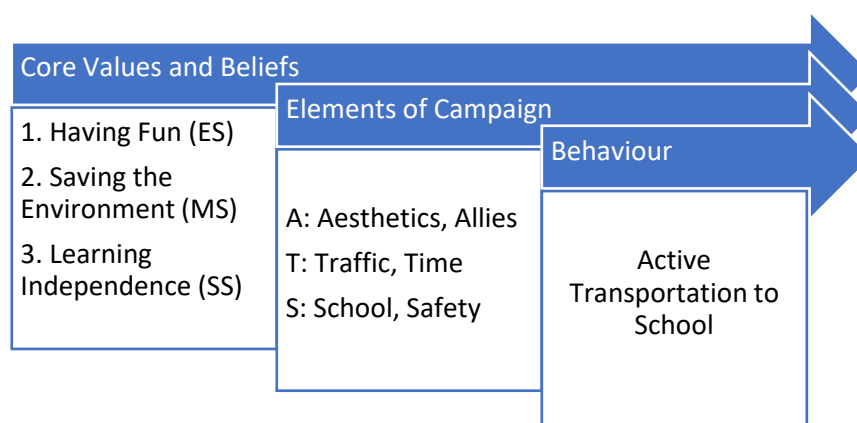 Core Values and Beliefs
1. Having Fun (ES)
2. Saving the
Environment (MS)
3. Learning
Independence (SS)
Elements of Campaign
A: Aesthetics, Allies
T: Traffic, Time
S: School, Safety
Behaviour
Active
Transportation to
School